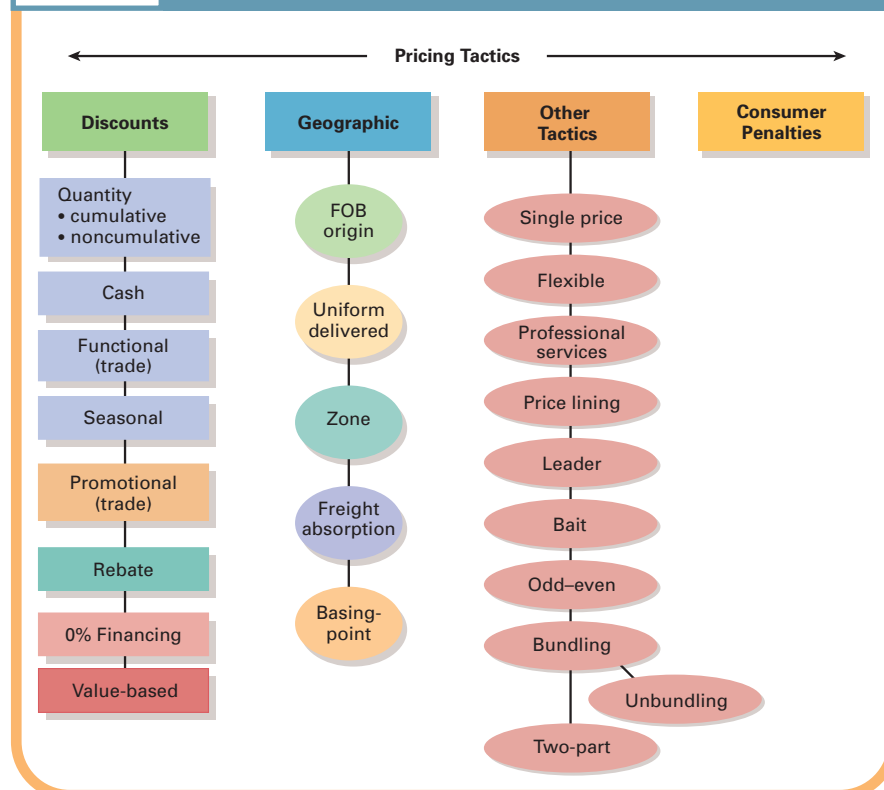 Pricing Tactics
Discounts
Quantity
• cumulative
• noncumulative
Cash
Functional
(trade)
Seasonal
Promotional
(trade)
Rebate
0% Financing
Value-based
Geographic
FOB
origin
Uniform
delivered
Zone
Freight
absorption
Basing-
point
Other
Tactics
Single price
Flexible
Professional
services
Price lining
Leader
Bait
Odd–even
Bundling
Unbundling
Two-part
Consumer
Penalties